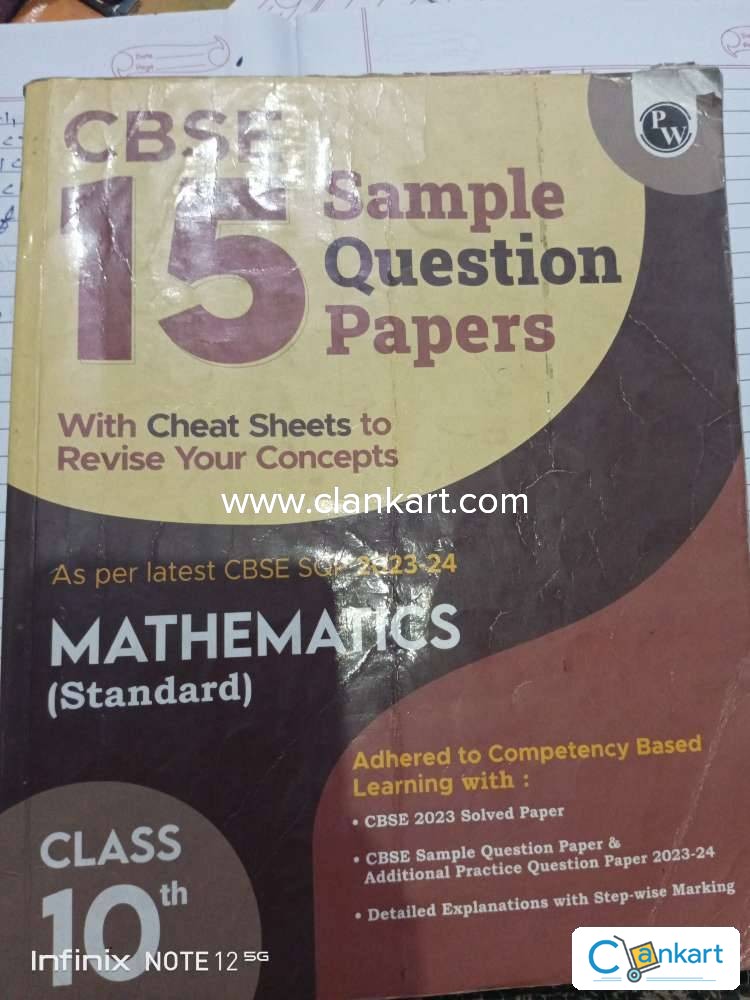 CBSE
15 Sample
Question
Papers
PW
With Cheat Sheets to
Revise Your Concepts
www.clankart.com
As per latest CBSE SQP 2023-24
MATHEMATICS
(Standard)
Adhered to Competency Based
Learning with :
• CBSE 2023 Solved Paper
• CBSE Sample Question Paper &
Additional Practice Question Paper 2023-24
• Detailed Explanations with Step-wise Marking
CLASS
10th
Infinix NOTE 12 5G
Clankart